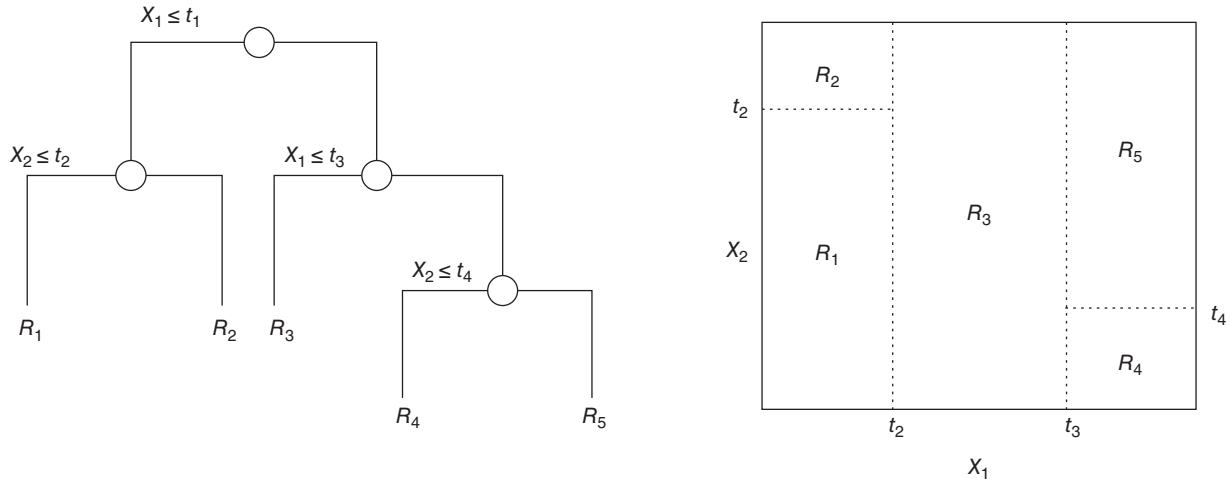 X₁ ≤ t₁
X₂ ≤ t₂
X₁ ≤ t₃
X₂ ≤ t₄
R₁
R₂
R₃
R₄
R₅
R₂
t₂
R₅
R₃
X₂
R₁
t₄
R₄
t₂
t₃
X₁